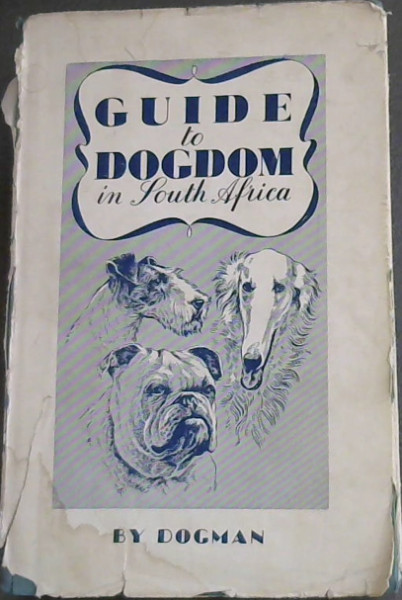 GUIDE
to
DOGDOM
in South Africa
BY DOGMAN